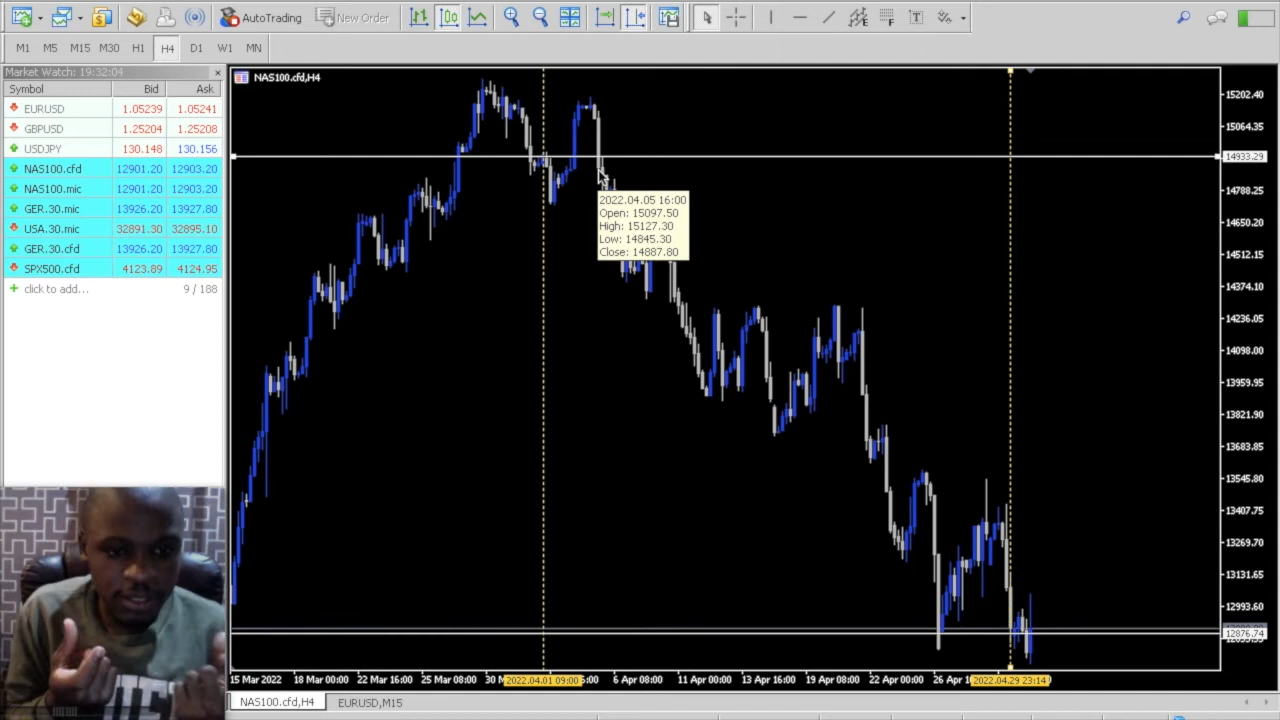 AutoTrading
New Order
M1 M5 M15 M30 H1 H4 D1 W1 MN
Market Watch: 19:32:04
Symbol Bid Ask
EURUSD 1.05239 1.05241
GBPUSD 1.25204 1.25208
USDJPY 130.148 130.156
NAS100.cfd 12901.20 12903.20
NAS100.mic 12901.20 12903.20
GER.30.mic 13926.20 13927.80
USA.30.mic 32891.30 32895.10
GER.30.cfd 13926.20 13927.80
SPX500.cfd 4123.89 4124.95
click to add... 9 / 188
NAS100.cfd,H4
2022.04.05 16:00
Open: 15097.50
High: 15127.30
Low: 14845.30
Close: 14887.80
15202.40
15064.35
14933.29
14788.25
14650.20
14512.15
14374.10
14236.05
14098.00
13959.95
13821.90
13683.85
13545.80
13407.75
13269.70
13131.65
12993.60
12876.74
15 Mar 2022 18 Mar 00:00 22 Mar 16:00 25 Mar 08:00 2022.04.01 09:00 6 Apr 08:00 11 Apr 00:00 13 Apr 16:00 19 Apr 08:00 22 Apr 00:00 2022.04.29 23:14
NAS100.cfd,H4 EURUSD,M15